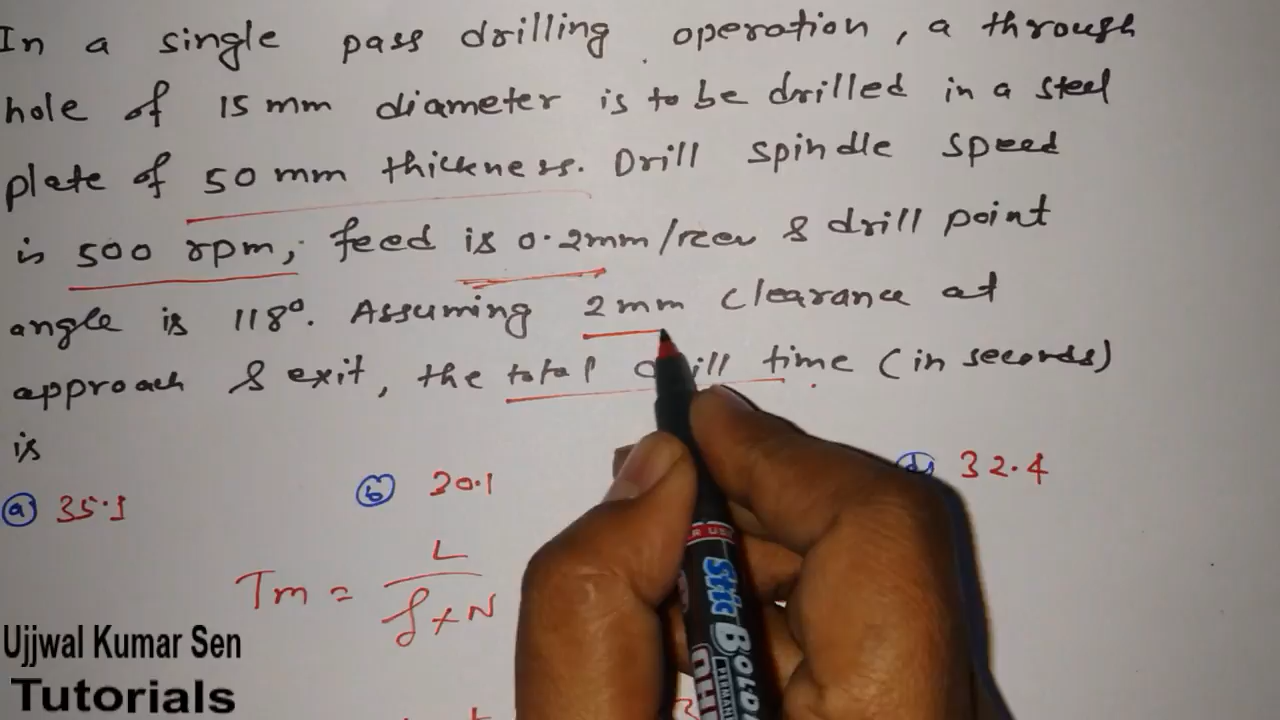 In a single pass drilling operation, a through
hole of 15 mm diameter is to be drilled in a steel
plate of 50 mm thickness. Drill spindle speed
is 500 rpm, feed is 0.2mm/rev & drill point
angle is 118°. Assuming 2mm clearance at
approach & exit, the total drill time (in seconds)
is
(a) 35.1 (b) 30.1 (d) 32.4
Tm = L / f × N
Ujjwal Kumar Sen
Tutorials
BOLD